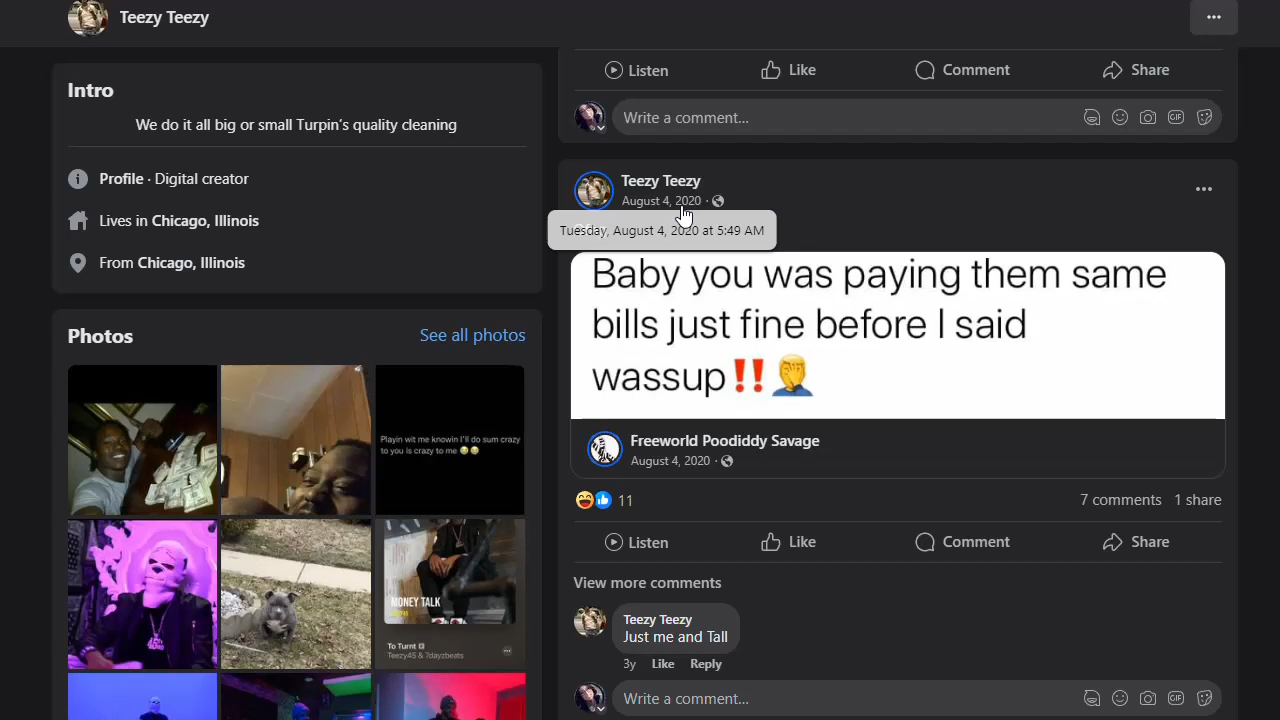 Teezy Teezy
Intro
We do it all big or small Turpin's quality cleaning
Profile · Digital creator
Lives in Chicago, Illinois
From Chicago, Illinois
Photos
See all photos
Playin wit me knowin I'll do sum crazy
to you is crazy to me 😂😂
MONEY TALK
To Turnt
Teezy45 & 7dayzbeats
Listen Like Comment Share
Write a comment...
GIF
Teezy Teezy
August 4, 2020 ·
Tuesday, August 4, 2020 at 5:49 AM
Baby you was paying them same
bills just fine before I said
wassup‼️🤦‍♂️
Freeworld Poodiddy Savage
August 4, 2020 ·
11
7 comments 1 share
Listen Like Comment Share
View more comments
Teezy Teezy
Just me and Tall
3y Like Reply
Write a comment...
GIF